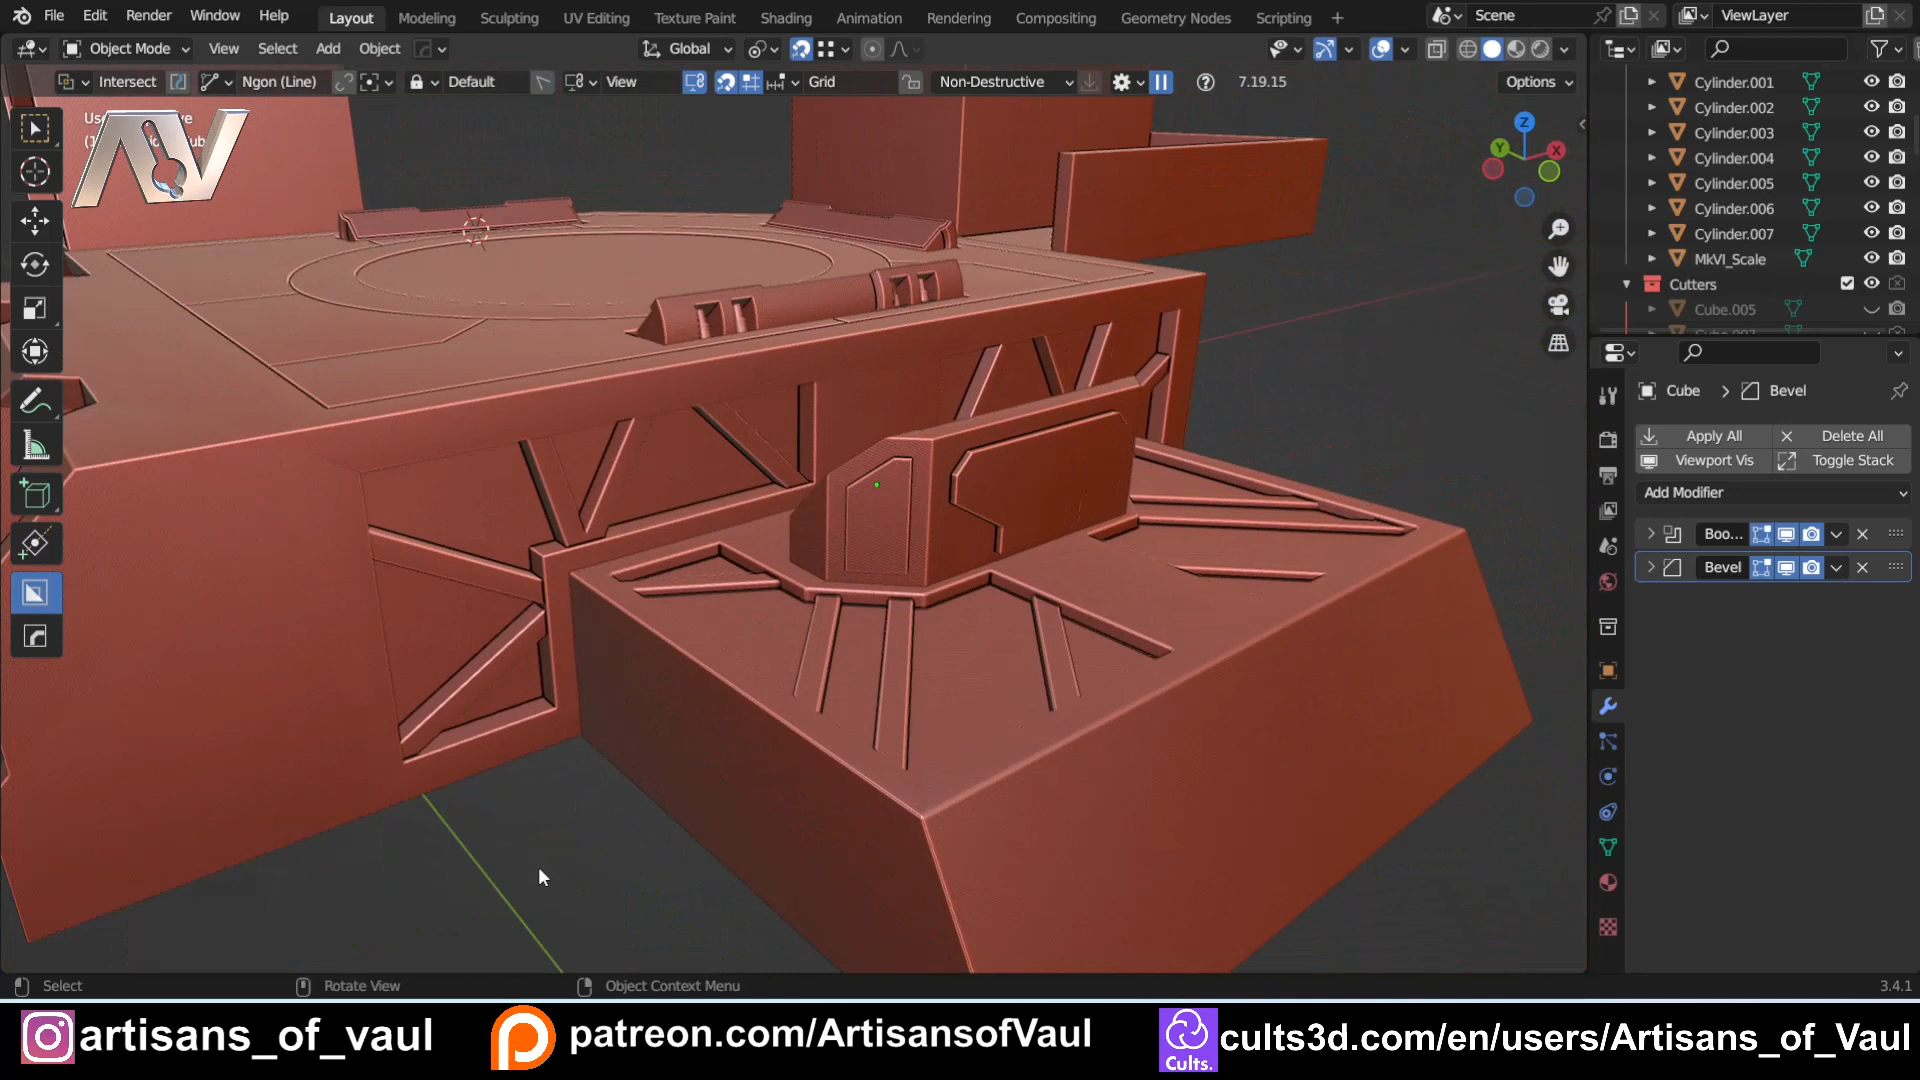 File Edit Render Window Help Layout Modeling Sculpting UV Editing Texture Paint Shading Animation Rendering Compositing Geometry Nodes Scripting + Scene ViewLayer
Object Mode View Select Add Object Global
Intersect Ngon (Line) Default View Grid Non-Destructive 7.19.15 Options
Z
Y
X
Cylinder.001
Cylinder.002
Cylinder.003
Cylinder.004
Cylinder.005
Cylinder.006
Cylinder.007
MkVI_Scale
Cutters
Cube.005
Cube > Bevel
Apply All Delete All
Viewport Vis Toggle Stack
Add Modifier
Boo...
Bevel
Select Rotate View Object Context Menu 3.4.1
artisans_of_vaul patreon.com/ArtisansofVaul Cults. cults3d.com/en/users/Artisans_of_Vaul